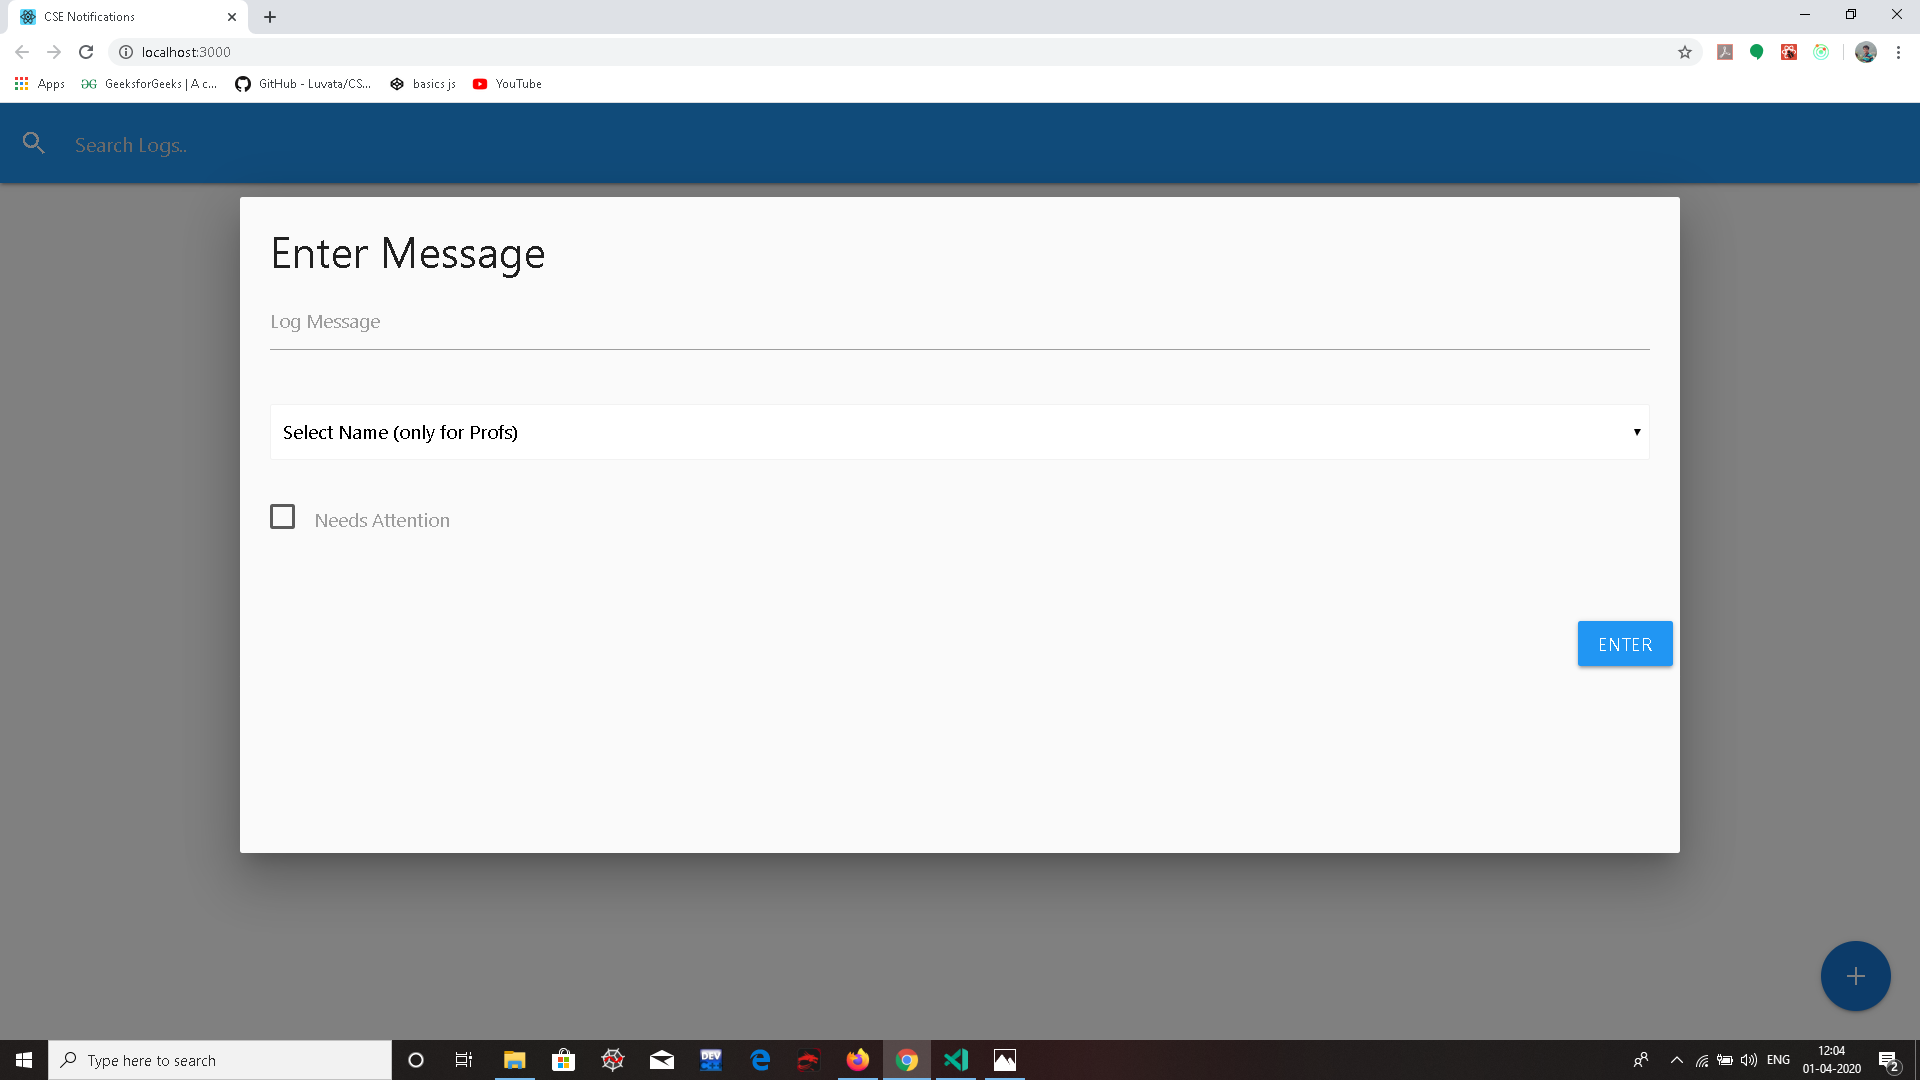 CSE Notifications
localhost:3000
Apps
GeeksforGeeks | A c...
GitHub - Luvata/CS...
basics js
YouTube
Search Logs..
Enter Message
Log Message
Select Name (only for Profs)
Needs Attention
ENTER
Type here to search
DEV
ENG
12:04
01-04-2020
2